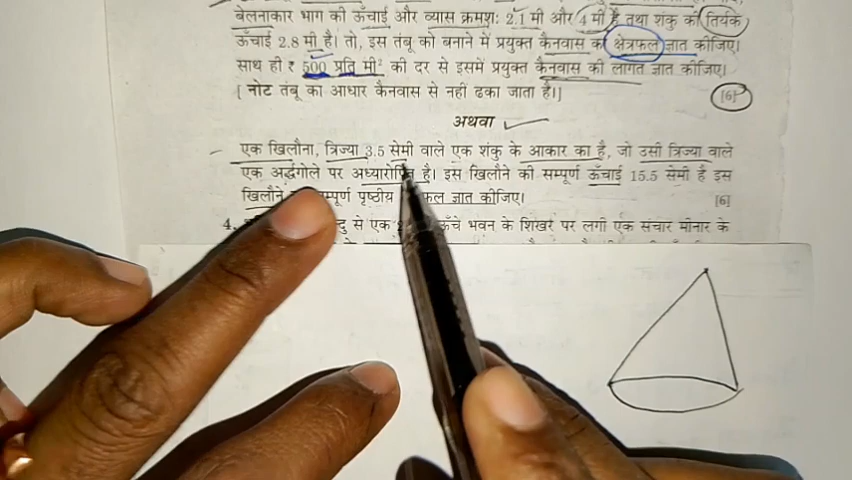 बेलनाकार भाग की ऊँचाई और व्यास क्रमश: 2.1 मी और 4 मी है तथा शंकु की तिर्यक
ऊँचाई 2.8 मी है। तो, इस तंबू को बनाने में प्रयुक्त कैनवास का क्षेत्रफल ज्ञात कीजिए।
साथ ही ₹ 500 प्रति मी² की दर से इसमें प्रयुक्त कैनवास की लागत ज्ञात कीजिए।
[ नोट तंबू का आधार कैनवास से नहीं ढका जाता है।] [6]
अथवा
एक खिलौना, त्रिज्या 3.5 सेमी वाले एक शंकु के आकार का है, जो उसी त्रिज्या वाले
एक अर्द्धगोले पर अध्यारोपित है। इस खिलौने की सम्पूर्ण ऊँचाई 15.5 सेमी है इस
खिलौने पृष्ठीय ज्ञात कीजिए। [6]
4. से एक ऊँचे भवन के शिखर पर लगी एक संचार मीनार के